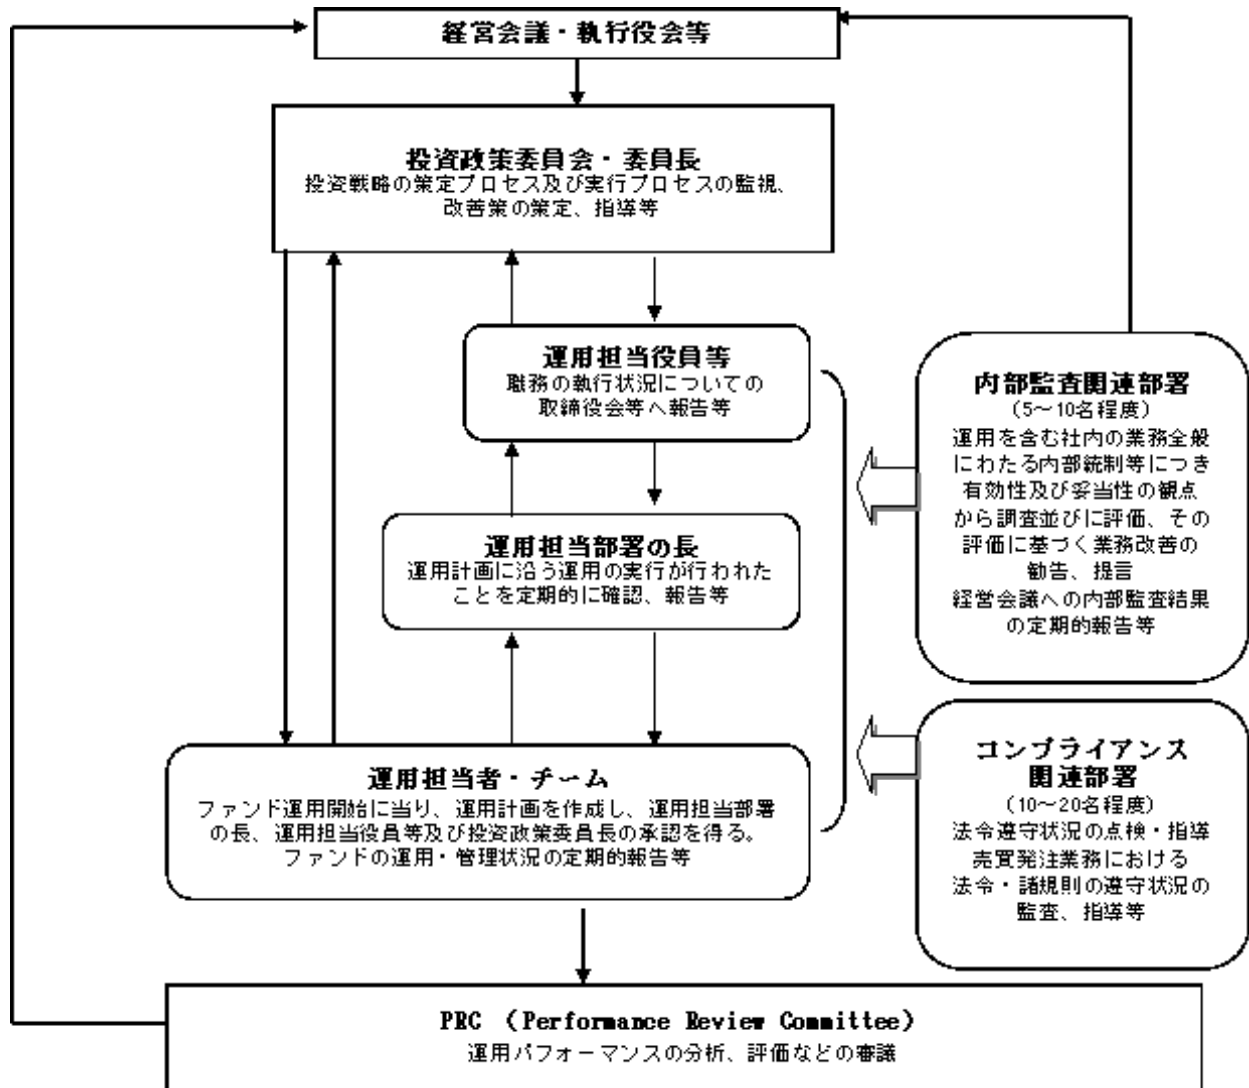 経営会議・執行役会等
投資政策委員会・委員長
投資戦略の策定プロセス及び実行プロセスの監視、
改善策の策定、指導等
運用担当役員等
職務の執行状況についての
取締役会等へ報告等
運用担当部署の長
運用計画に沿う運用の実行が行われた
ことを定期的に確認、報告等
運用担当者・チーム
ファンド運用開始に当り、運用計画を作成し、運用担当部署
の長、運用担当役員等及び投資政策委員長の承認を得る。
ファンドの運用・管理状況の定期的報告等
内部監査関連部署
（5～10名程度）
運用を含む社内の業務全般
にわたる内部統制等につき
有効性及び妥当性の観点
から調査並びに評価、その
評価に基づく業務改善の
勧告、提言
経営会議への内部監査結果
の定期的報告等
コンプライアンス
関連部署
（10～20名程度）
法令遵守状況の点検・指導
売買発注業務における
法令・諸規則の遵守状況の
監査、指導等
PRC （Performance Review Committee）
運用パフォーマンスの分析、評価などの審議